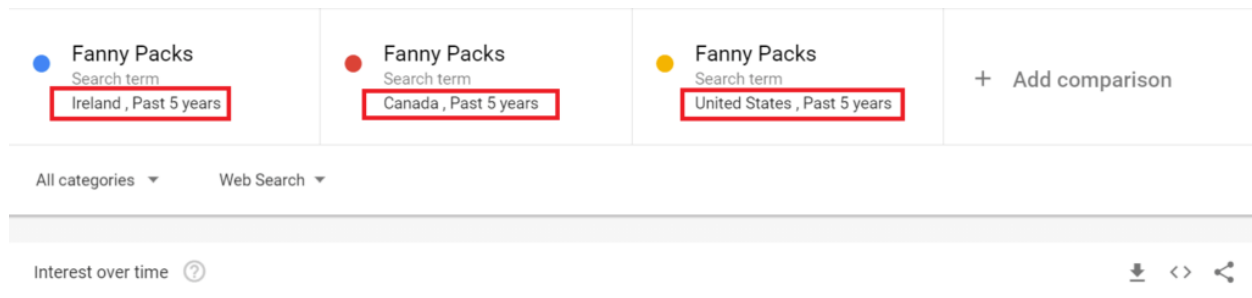 Fanny Packs
Search term
Ireland , Past 5 years
Fanny Packs
Search term
Canada , Past 5 years
Fanny Packs
Search term
United States , Past 5 years
+ Add comparison
All categories
Web Search
Interest over time ?